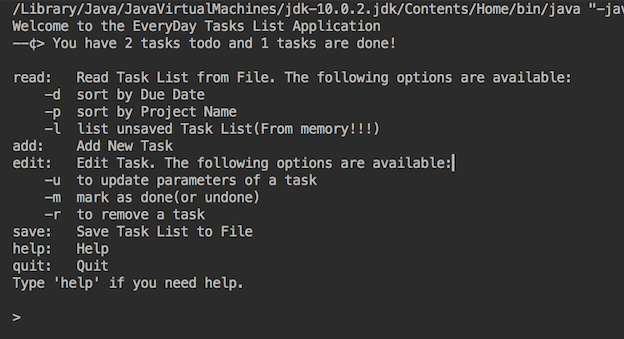 /Library/Java/JavaVirtualMachines/jdk-10.0.2.jdk/Contents/Home/bin/java "-jav
Welcome to the EveryDay Tasks List Application
--¢> You have 2 tasks todo and 1 tasks are done!
read:   Read Task List from File. The following options are available:
    -d  sort by Due Date
    -p  sort by Project Name
    -l  list unsaved Task List(From memory!!!)
add:    Add New Task
edit:   Edit Task. The following options are available:
    -u  to update parameters of a task
    -m  mark as done(or undone)
    -r  to remove a task
save:   Save Task List to File
help:   Help
quit:   Quit
Type 'help' if you need help.
>